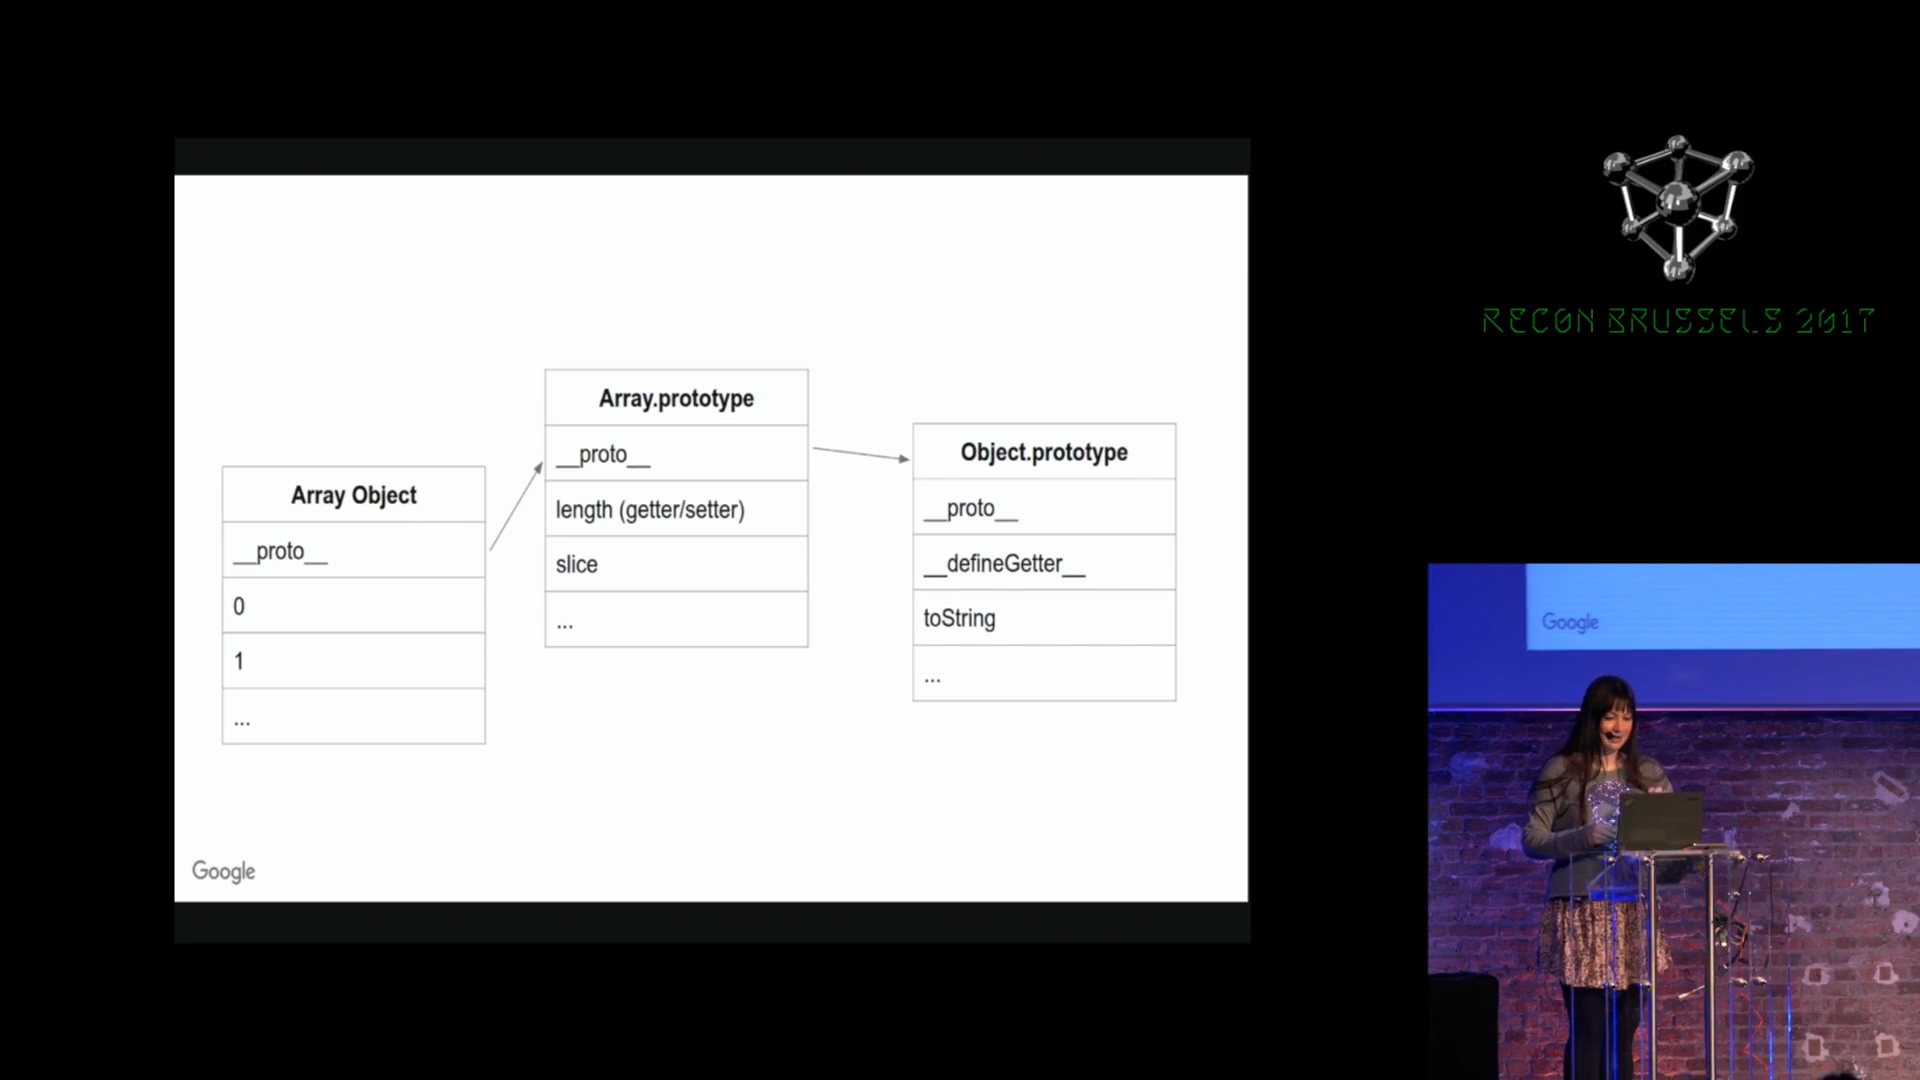 RECON BRUSSELS 2017
Array Object
__proto__
0
1
...
Array.prototype
__proto__
length (getter/setter)
slice
...
Object.prototype
__proto__
__defineGetter__
toString
...
Google
Google